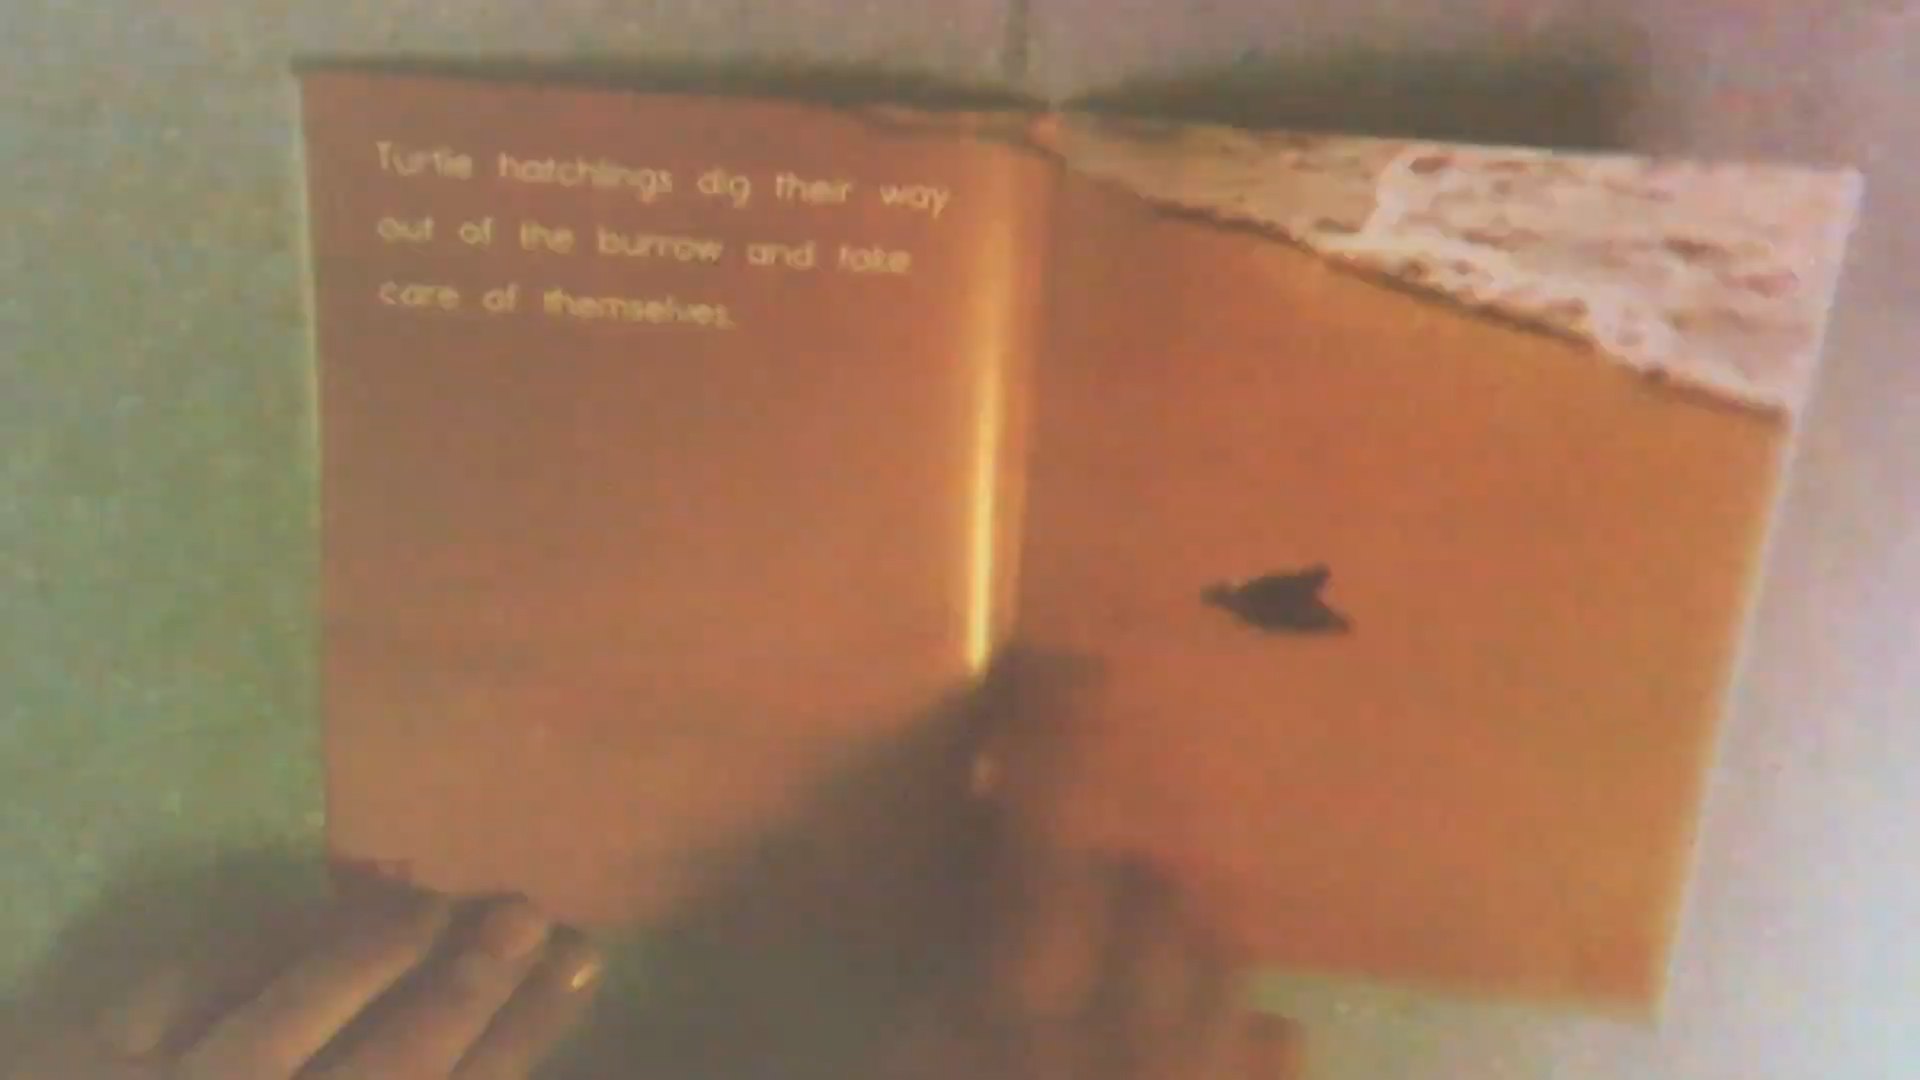 Turtle hatchlings dig their way
out of the burrow and take
care of themselves.